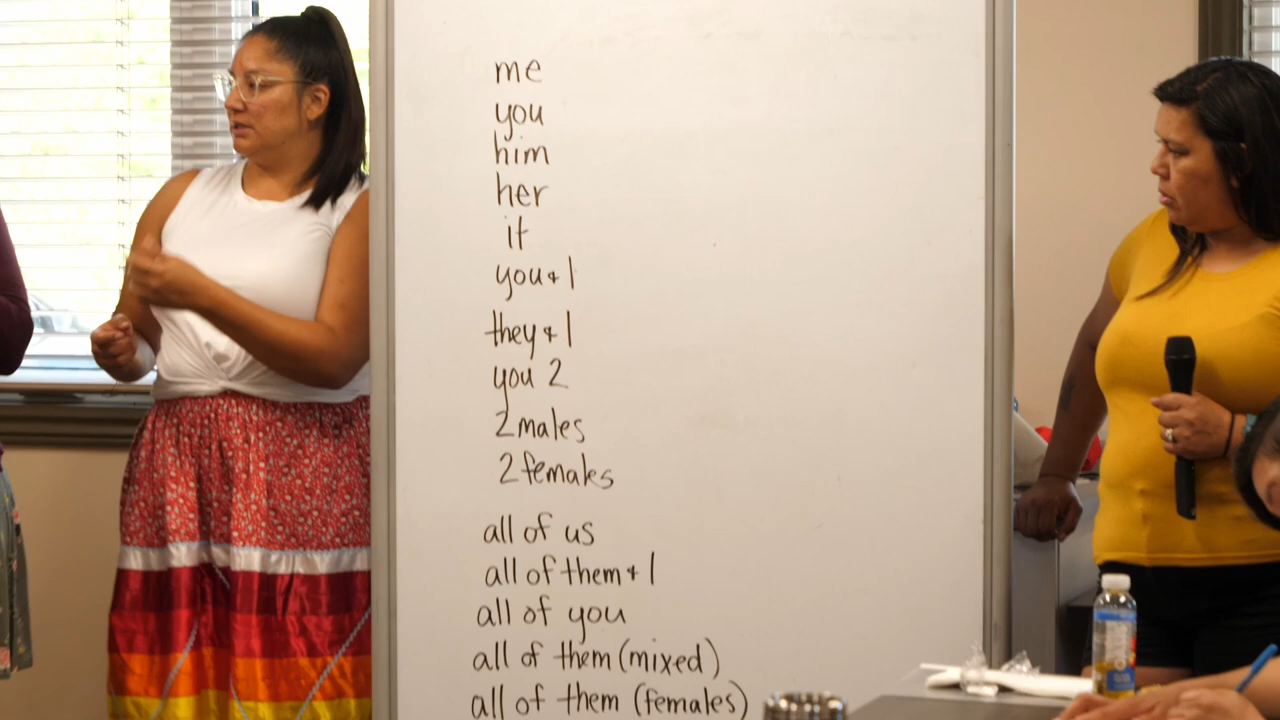 me
you
him
her
it
you + I
they + I
you 2
2 males
2 females
all of us
all of them + I
all of you
all of them (mixed)
all of them (females)